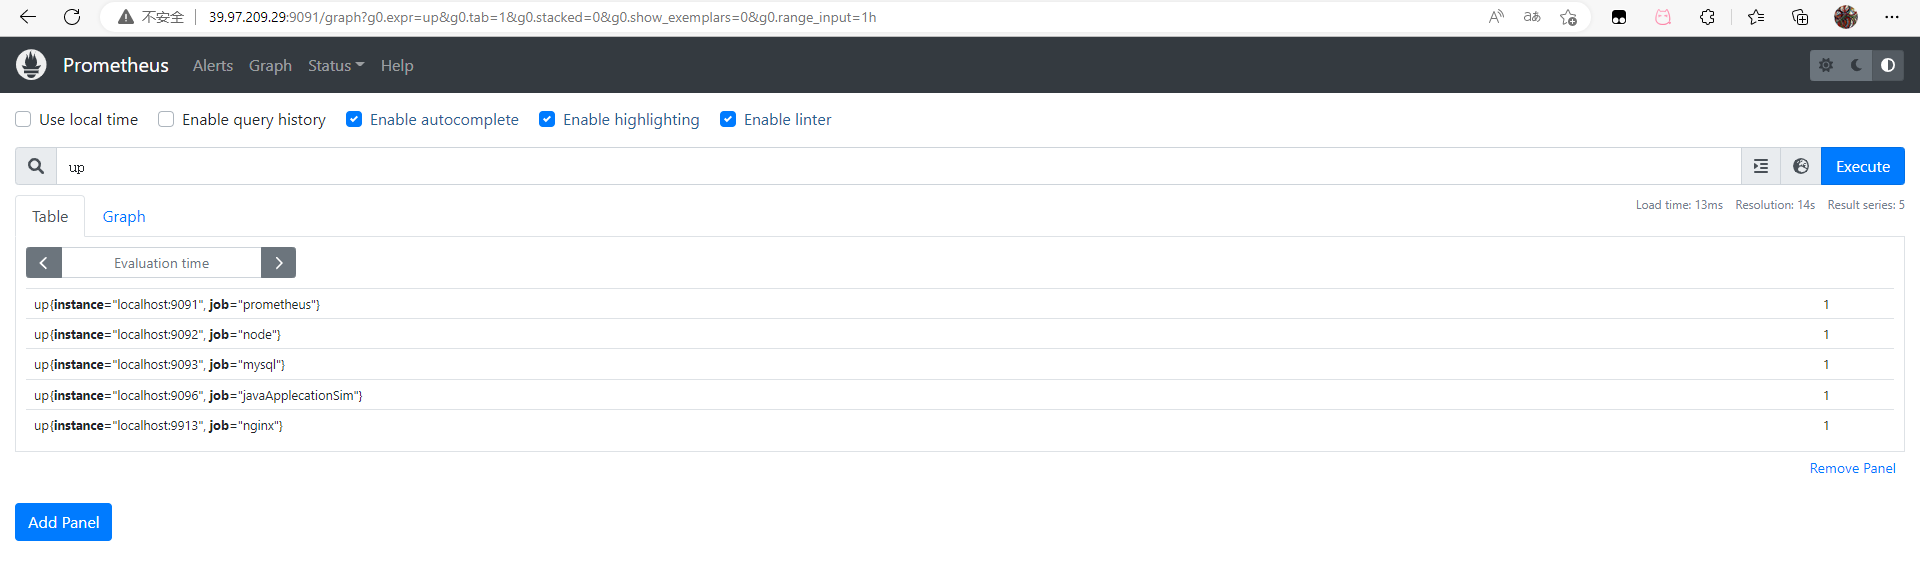 不安全 39.97.209.29:9091/graph?g0.expr=up&g0.tab=1&g0.stacked=0&g0.show_exemplars=0&g0.range_input=1h
Prometheus Alerts Graph Status Help
Use local time Enable query history Enable autocomplete Enable highlighting Enable linter
up Execute
Table Graph Load time: 13ms Resolution: 14s Result series: 5
Evaluation time
up{instance="localhost:9091", job="prometheus"} 1
up{instance="localhost:9092", job="node"} 1
up{instance="localhost:9093", job="mysql"} 1
up{instance="localhost:9096", job="javaApplecationSim"} 1
up{instance="localhost:9913", job="nginx"} 1
Remove Panel
Add Panel